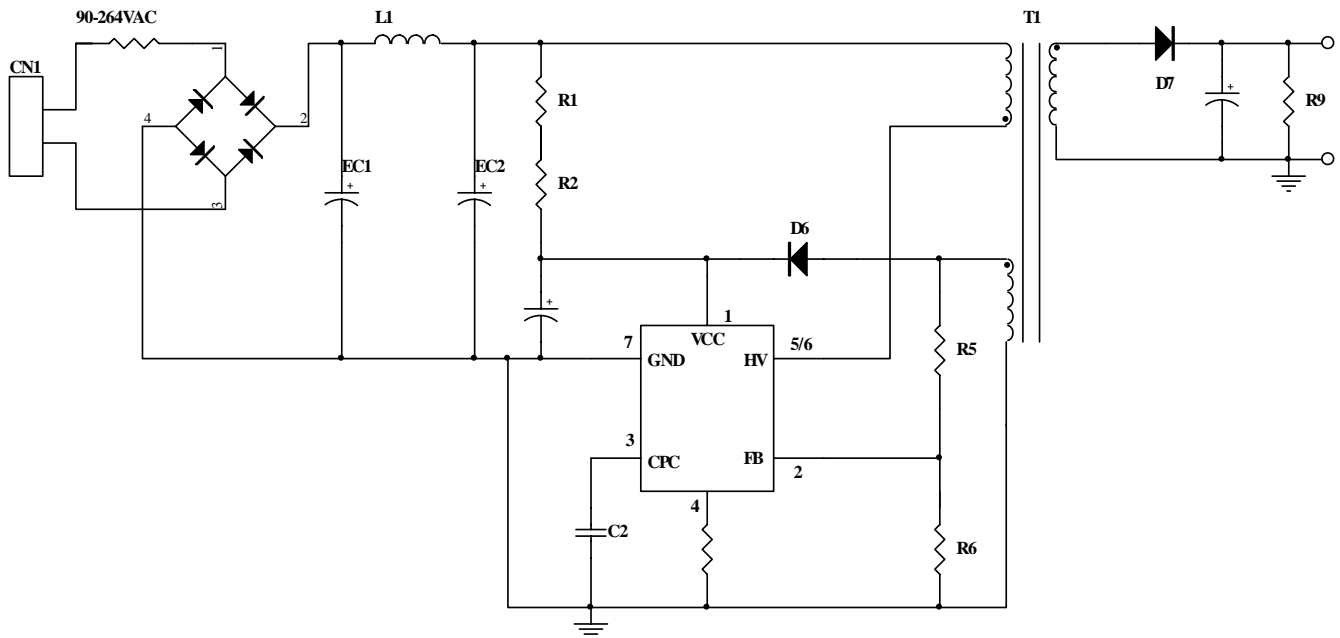 90-264VAC
L1
T1
CN1
1
2
3
4
+
EC1
+
EC2
R1
R2
+
D6
D7
+
R9
1
VCC
7
GND
HV
5/6
3
CPC
FB
2
4
C2
R5
R6